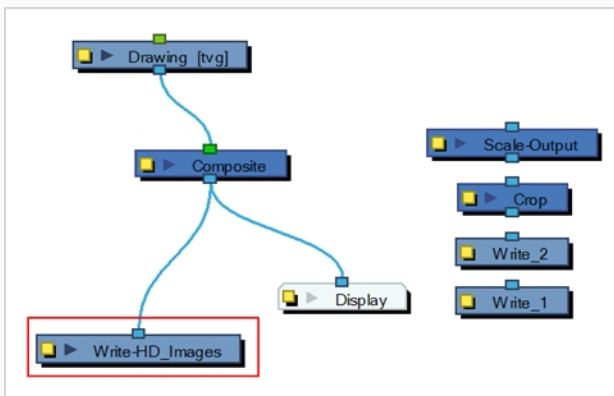 Drawing [tvg]
Composite
Display
Write-HD_Images
Scale-Output
Crop
Write_2
Write_1